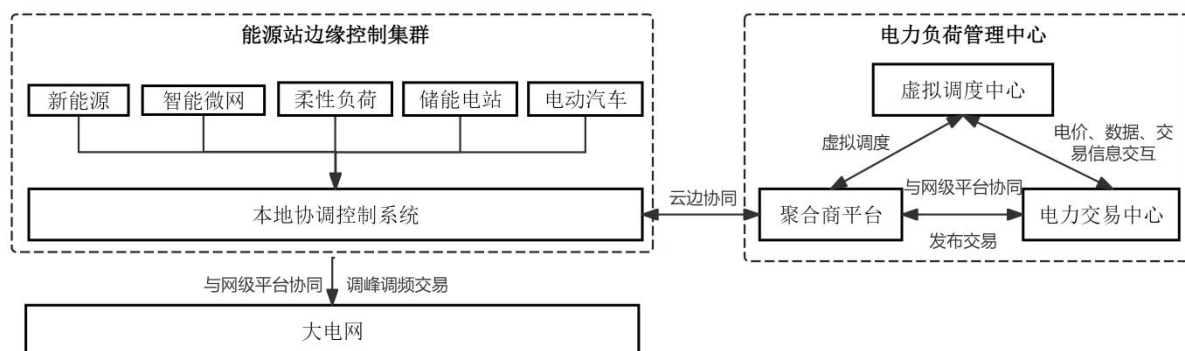 能源站边缘控制集群
新能源
智能微网
柔性负荷
储能电站
电动汽车
本地协调控制系统
与网级平台协同
调峰调频交易
大电网
云边协同
电力负荷管理中心
虚拟调度中心
虚拟调度
电价、数据、交
易信息交互
聚合商平台
与网级平台协同
发布交易
电力交易中心